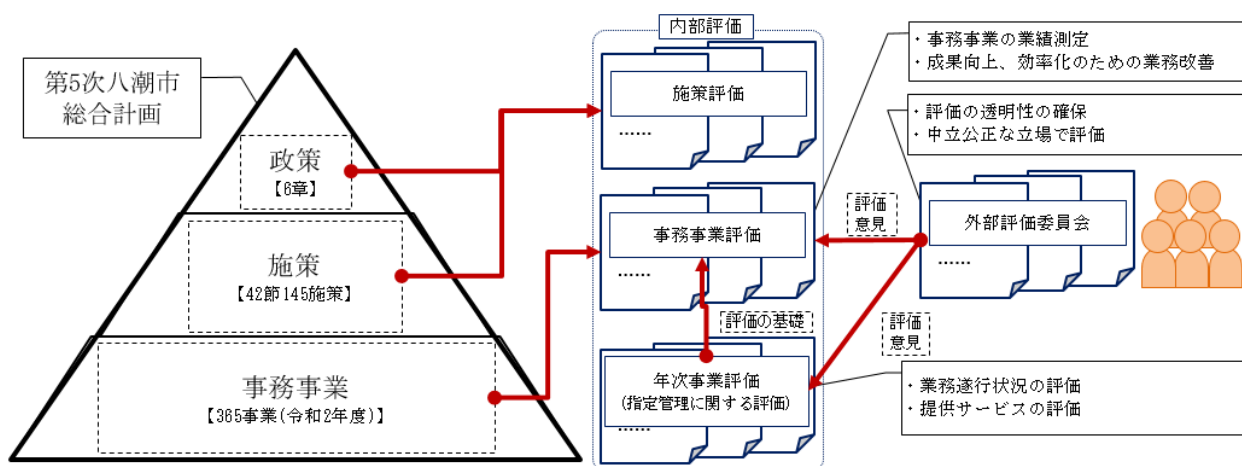 第5次八潮市
総合計画
政策
【6章】
施策
【42節145施策】
事務事業
【365事業(令和2年度)】
内部評価
施策評価
……
事務事業評価
……
評価の基礎
年次事業評価
(指定管理に関する評価)
……
・事務事業の業績測定
・成果向上、効率化のための業務改善
・評価の透明性の確保
・中立公正な立場で評価
評価
意見
外部評価委員会
……
評価
意見
・業務遂行状況の評価
・提供サービスの評価